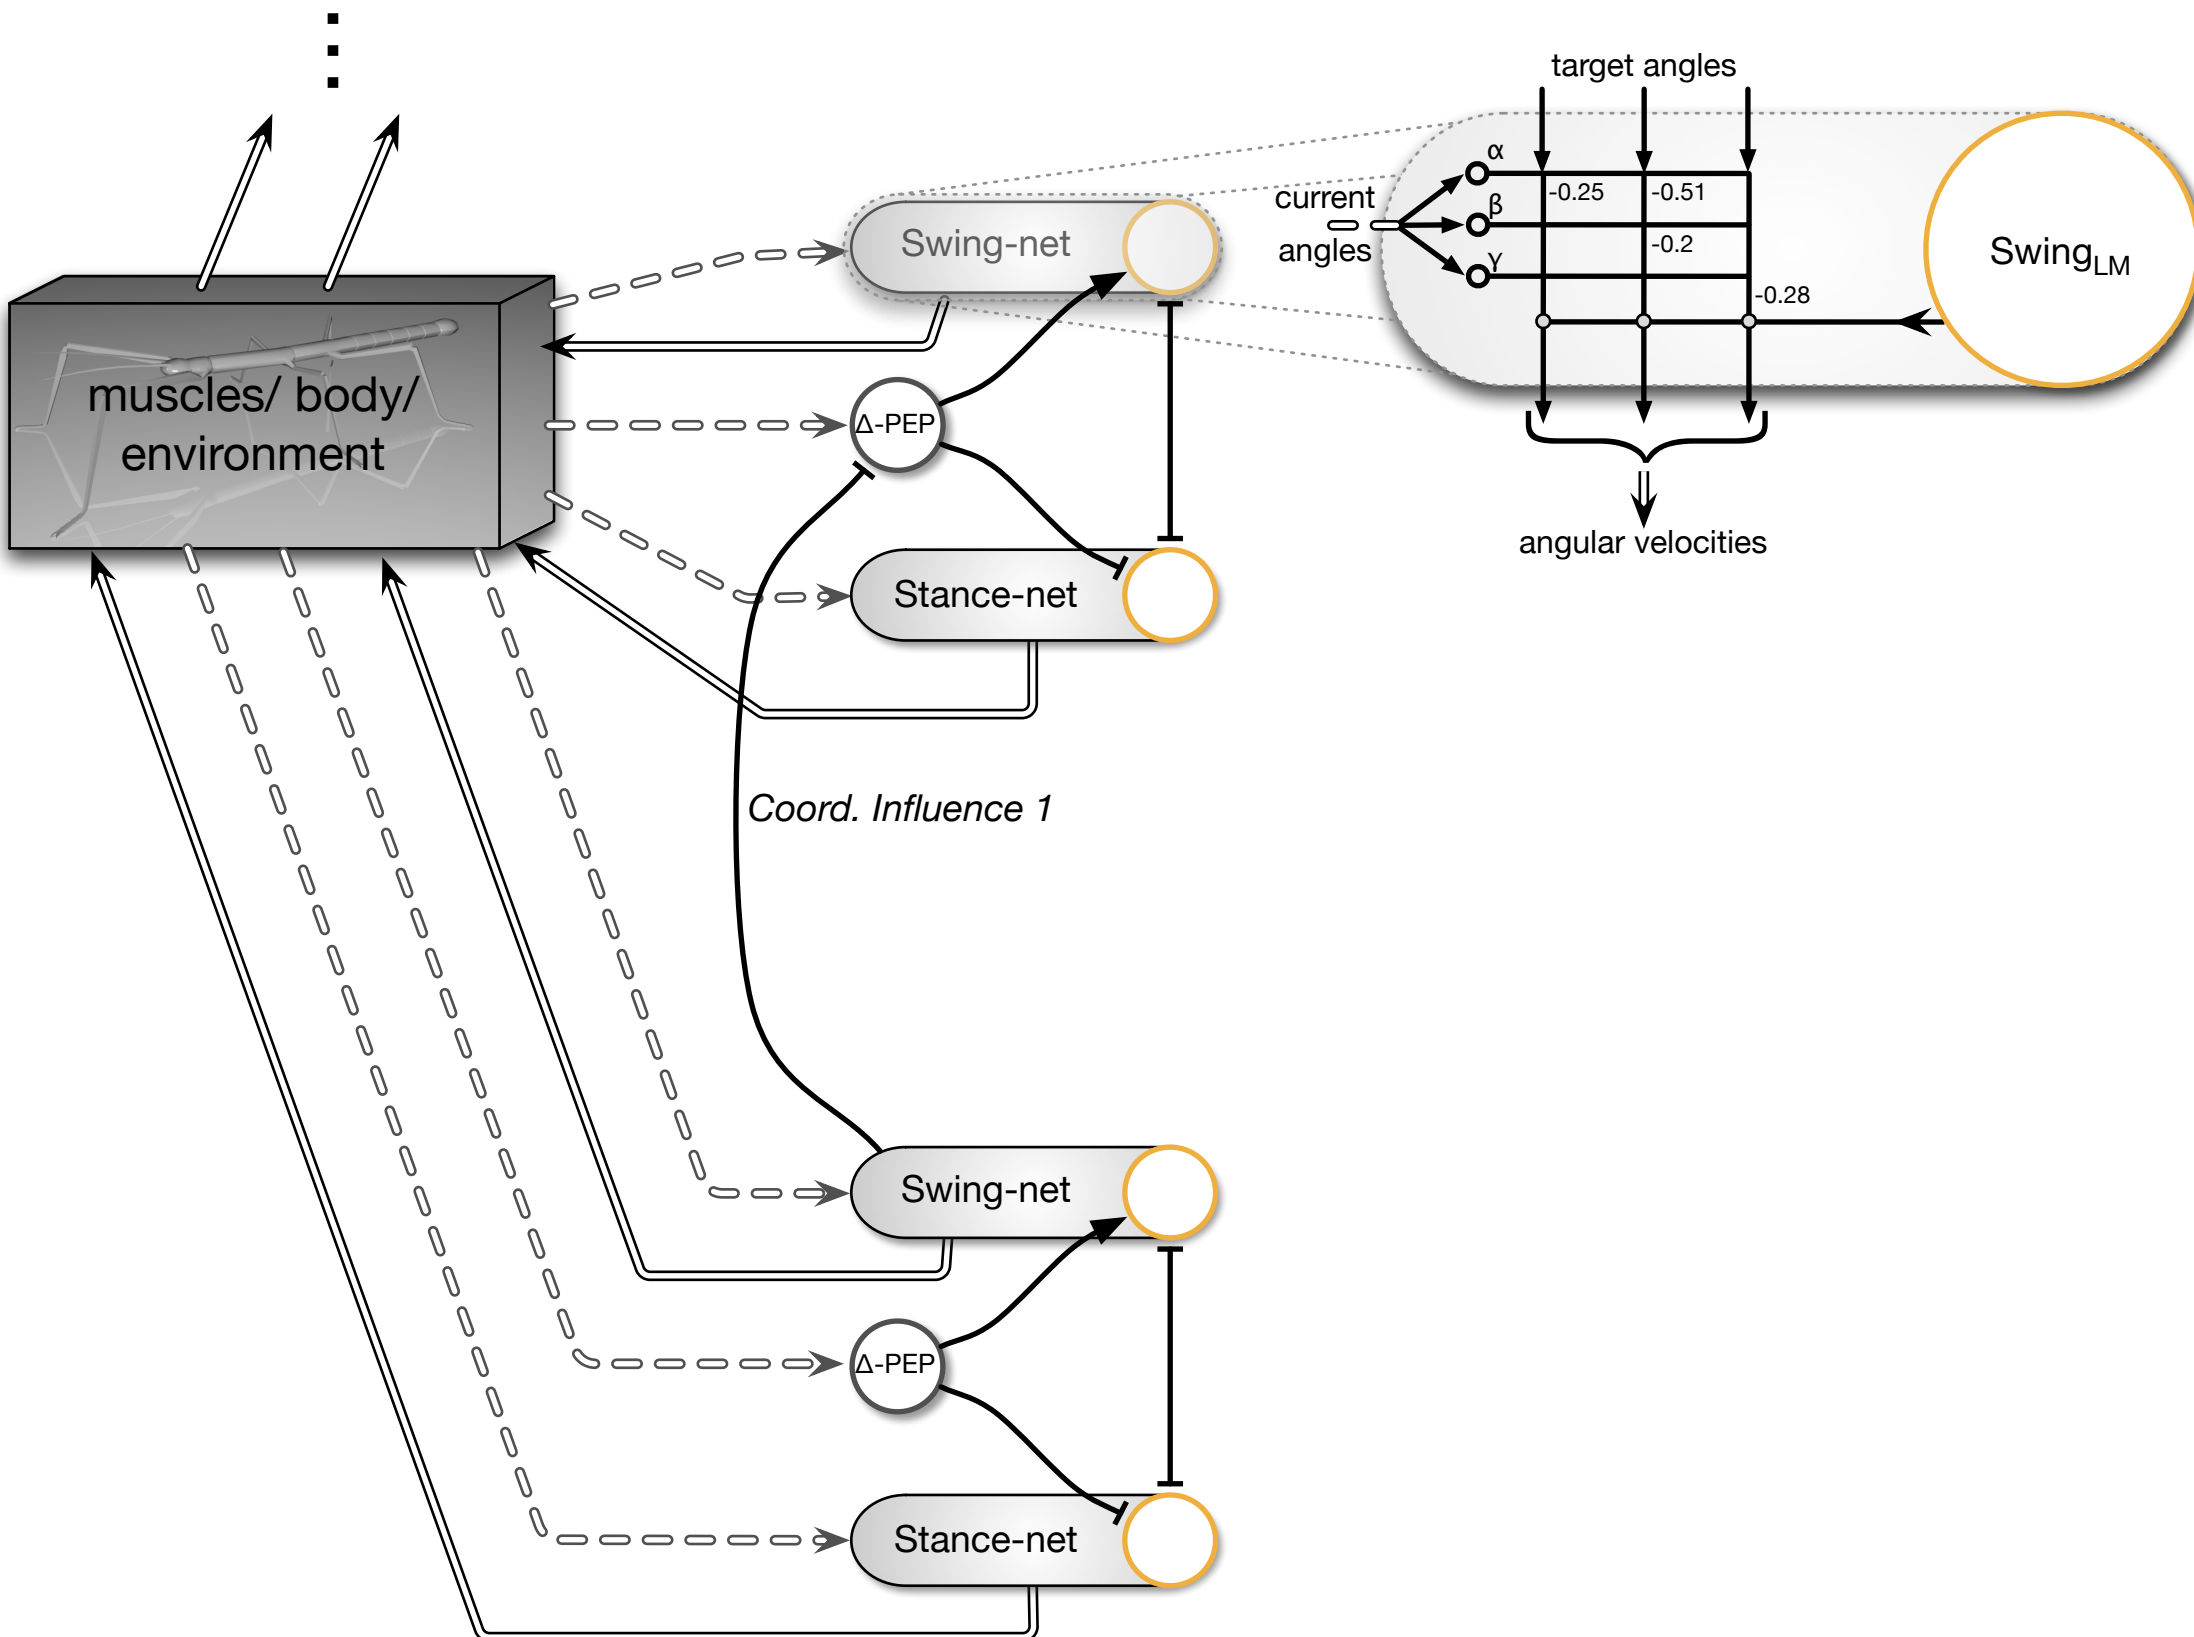 target angles
α
-0.25
-0.51
current
β
Swing-net
angles
-0.2
Swing_LM
γ
-0.28
muscles/ body/
environment
Δ-PEP
angular velocities
Stance-net
Coord. Influence 1
Swing-net
Δ-PEP
Stance-net